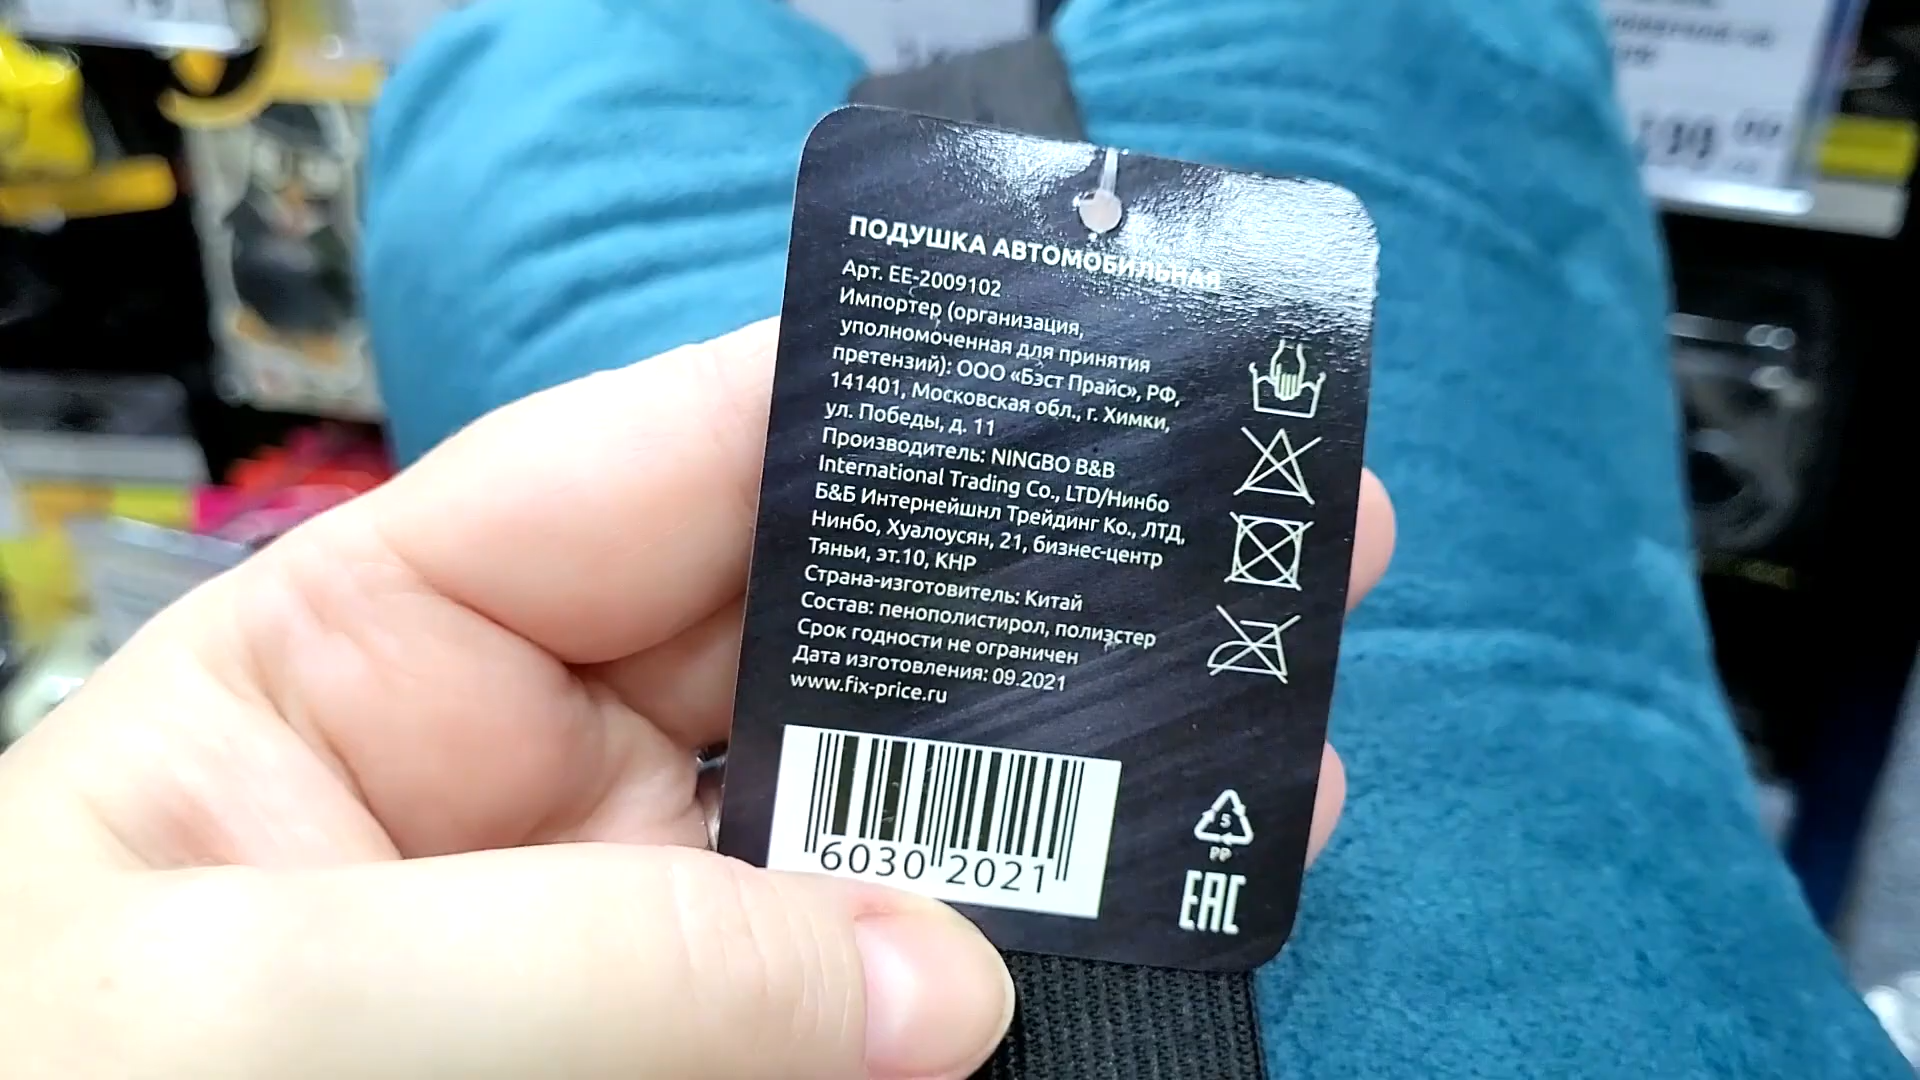 ПОДУШКА АВТОМОБИЛЬНАЯ
Арт. EE-2009102
Импортер (организация,
уполномоченная для принятия
претензий): ООО «Бэст Прайс», РФ,
141401, Московская обл., г. Химки,
ул. Победы, д. 11
Производитель: NINGBO B&B
International Trading Co., LTD/Нинбо
Б&Б Интернейшнл Трейдинг Ко., ЛТД,
Нинбо, Хуалоусян, 21, бизнес-центр
Тяньи, эт.10, КНР
Страна-изготовитель: Китай
Состав: пенополистирол, полиэстер
Срок годности не ограничен
Дата изготовления: 09.2021
www.fix-price.ru
6030 2021
5
PP
EAC